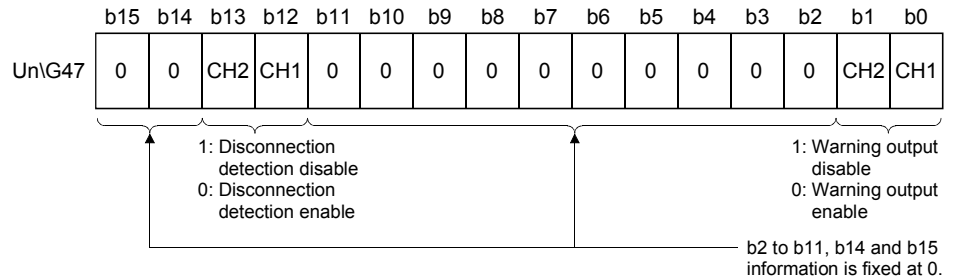 b15 b14 b13 b12 b11 b10 b9 b8 b7 b6 b5 b4 b3 b2 b1 b0
Un\G47 0 0 CH2 CH1 0 0 0 0 0 0 0 0 0 0 CH2 CH1
1: Disconnection
detection disable
0: Disconnection
detection enable
1: Warning output
disable
0: Warning output
enable
b2 to b11, b14 and b15
information is fixed at 0.